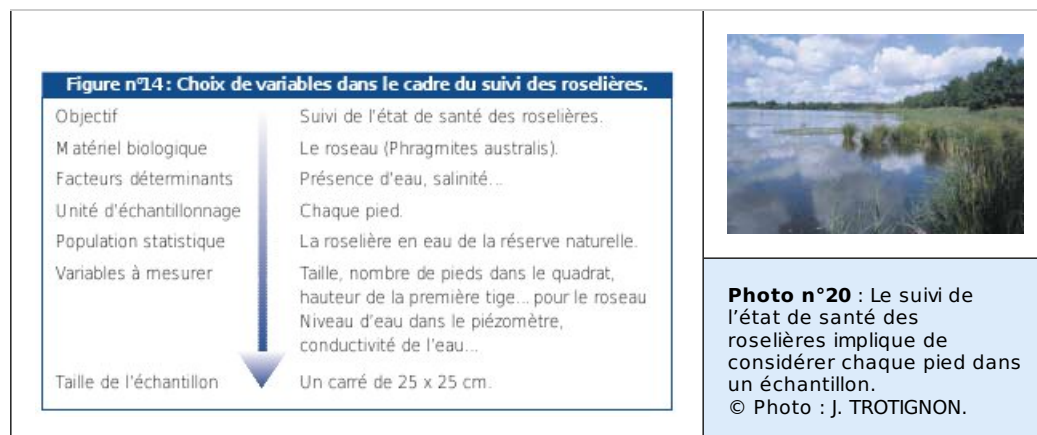 Figure n°14 : Choix de variables dans le cadre du suivi des roselières.
Objectif Suivi de l'état de santé des roselières.
Matériel biologique Le roseau (Phragmites australis).
Facteurs déterminants Présence d'eau, salinité...
Unité d'échantillonnage Chaque pied.
Population statistique La roselière en eau de la réserve naturelle.
Variables à mesurer Taille, nombre de pieds dans le quadrat,
hauteur de la première tige... pour le roseau
Niveau d'eau dans le piézomètre,
conductivité de l'eau...
Taille de l'échantillon Un carré de 25 x 25 cm.
Photo n°20 : Le suivi de
l'état de santé des
roselières implique de
considérer chaque pied dans
un échantillon.
© Photo : J. TROTIGNON.